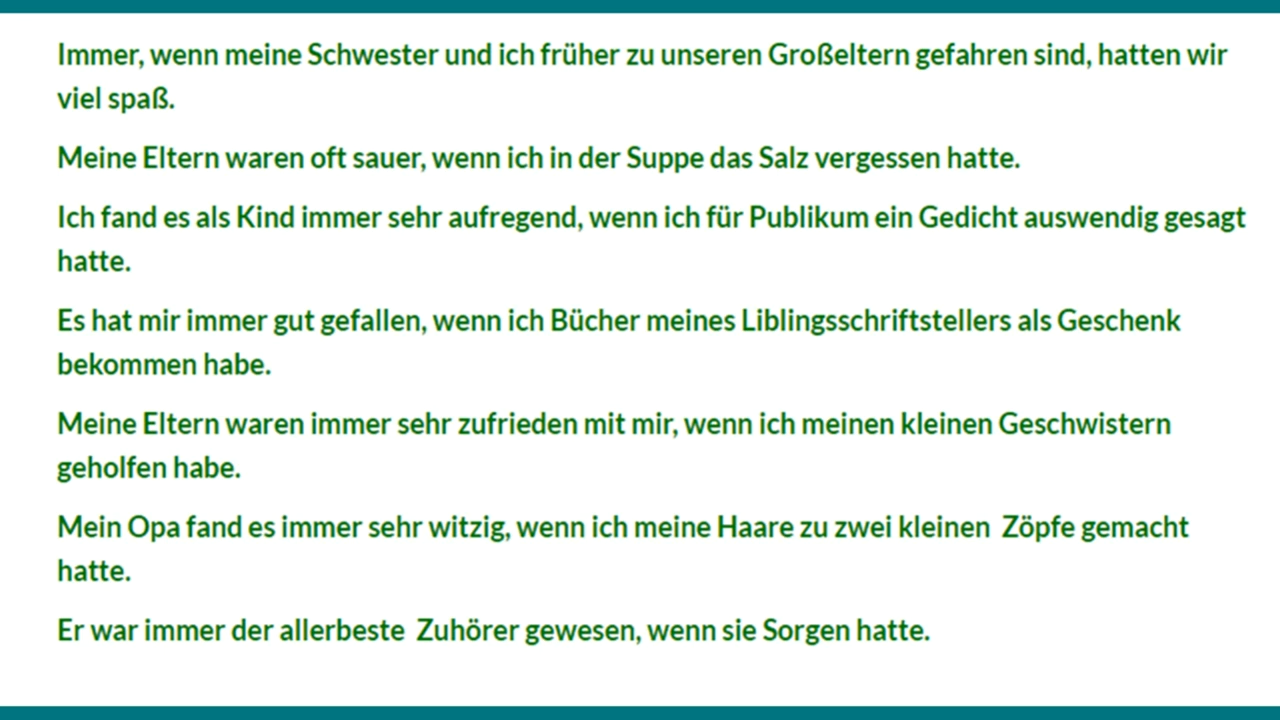 Immer, wenn meine Schwester und ich früher zu unseren Großeltern gefahren sind, hatten wir
viel spaß.
Meine Eltern waren oft sauer, wenn ich in der Suppe das Salz vergessen hatte.
Ich fand es als Kind immer sehr aufregend, wenn ich für Publikum ein Gedicht auswendig gesagt
hatte.
Es hat mir immer gut gefallen, wenn ich Bücher meines Liblingsschriftstellers als Geschenk
bekommen habe.
Meine Eltern waren immer sehr zufrieden mit mir, wenn ich meinen kleinen Geschwistern
geholfen habe.
Mein Opa fand es immer sehr witzig, wenn ich meine Haare zu zwei kleinen  Zöpfe gemacht
hatte.
Er war immer der allerbeste  Zuhörer gewesen, wenn sie Sorgen hatte.